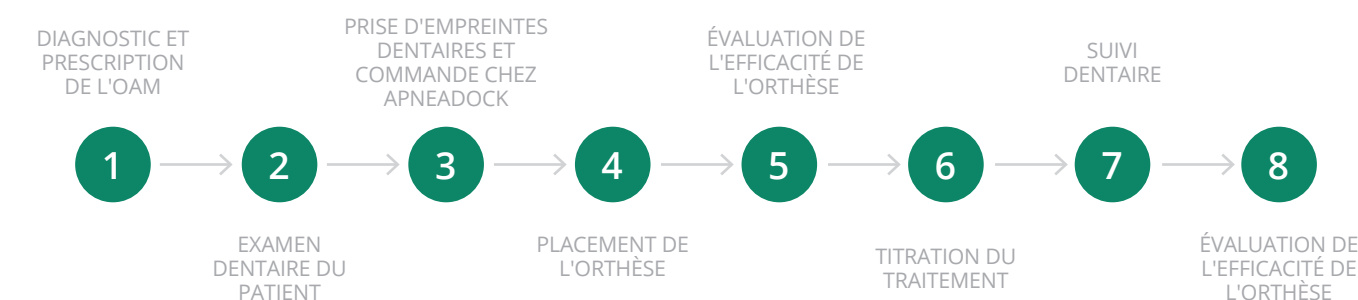 DIAGNOSTIC ET
PRESCRIPTION
DE L'OAM
1
2
EXAMEN
DENTAIRE DU
PATIENT
PRISE D'EMPREINTES
DENTAIRES ET
COMMANDE CHEZ
APNEADOCK
3
4
PLACEMENT DE
L'ORTHÈSE
ÉVALUATION DE
L'EFFICACITÉ DE
L'ORTHÈSE
5
6
TITRATION DU
TRAITEMENT
SUIVI
DENTAIRE
7
8
ÉVALUATION DE
L'EFFICACITÉ DE
L'ORTHÈSE